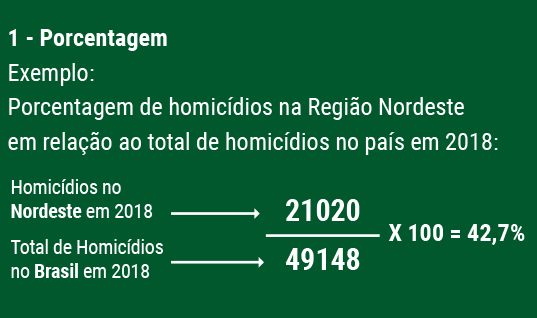 1 - Porcentagem
Exemplo:
Porcentagem de homicídios na Região Nordeste
em relação ao total de homicídios no país em 2018:
Homicídios no
Nordeste em 2018
21020
Total de Homicídios
no Brasil em 2018
49148
X 100 = 42,7%